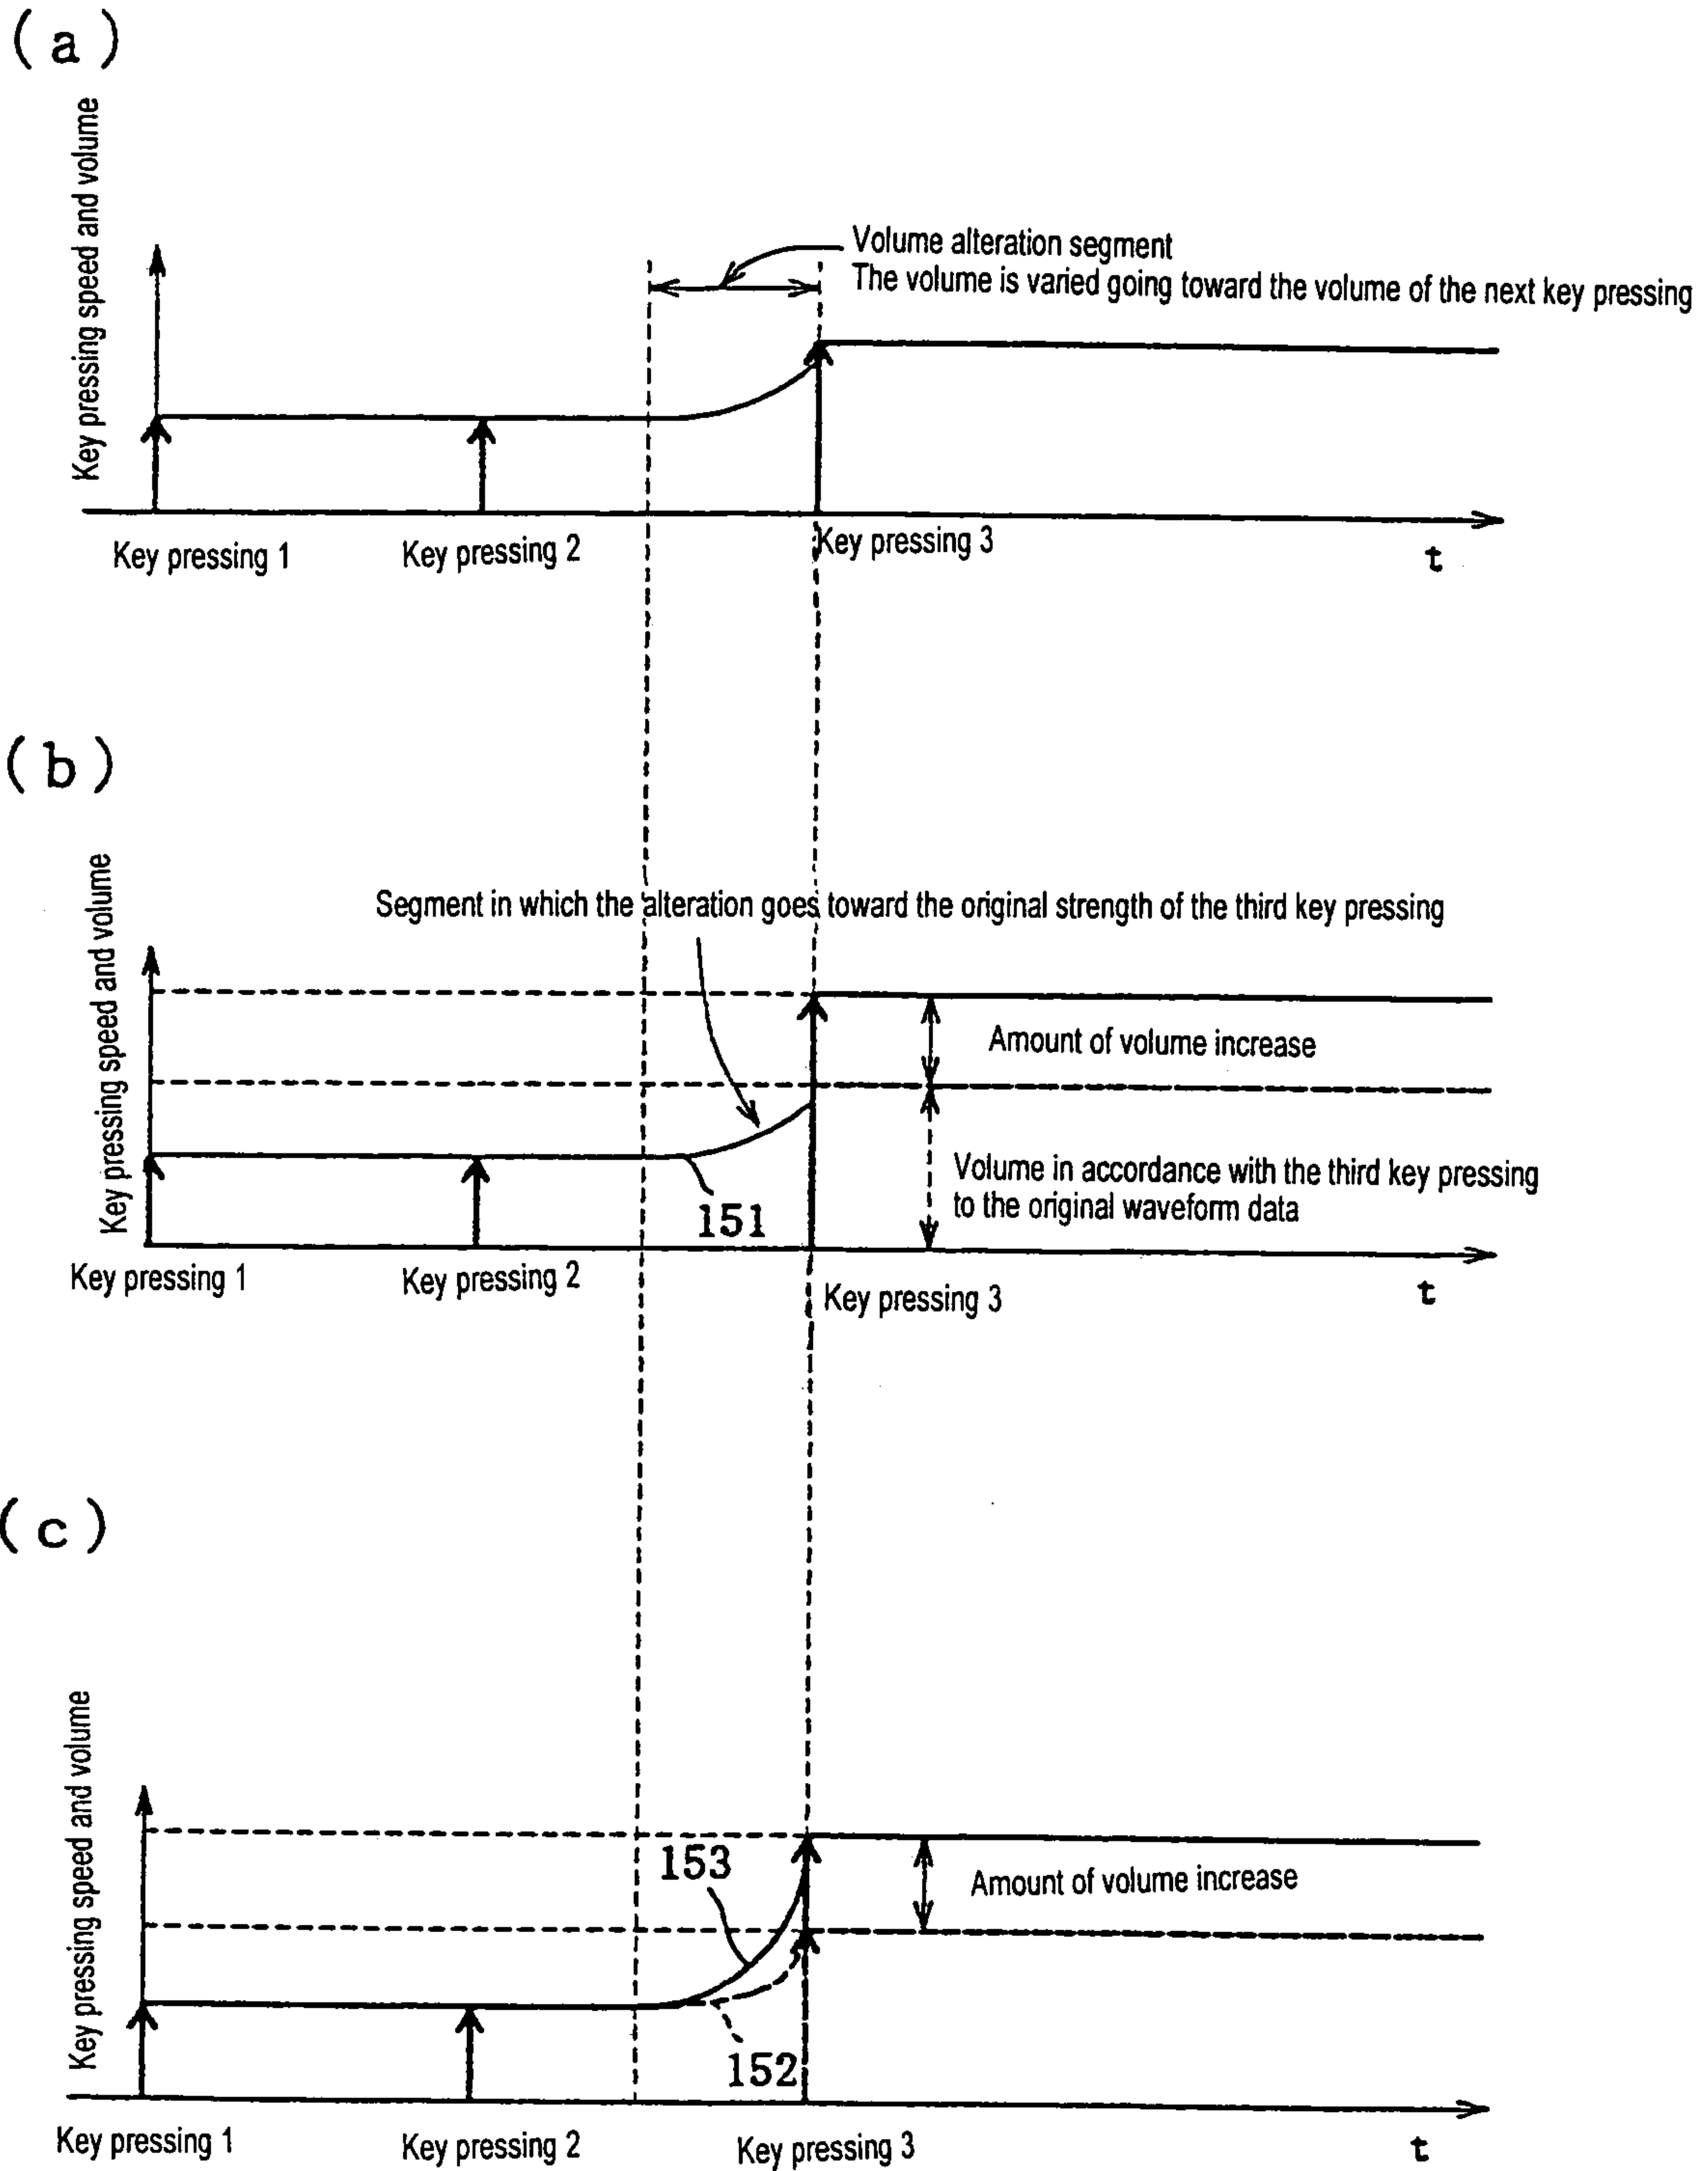 (a)
Key pressing speed and volume
Volume alteration segment
The volume is varied going toward the volume of the next key pressing
Key pressing 1
Key pressing 2
Key pressing 3
t
(b)
Key pressing speed and volume
Segment in which the alteration goes toward the original strength of the third key pressing
Amount of volume increase
Volume in accordance with the third key pressing
to the original waveform data
151
Key pressing 1
Key pressing 2
Key pressing 3
t
(c)
Key pressing speed and volume
153
Amount of volume increase
152
Key pressing 1
Key pressing 2
Key pressing 3
t